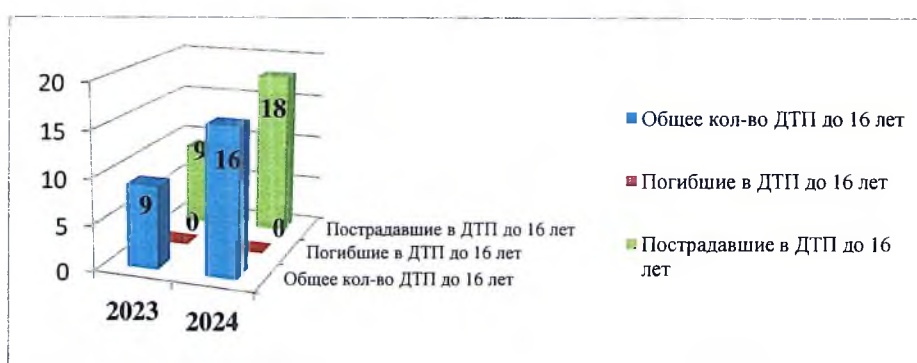 20
15
10
5
0
9
0
9
16
0
18
2023
2024
Пострадавшие в ДТП до 16 лет
Погибшие в ДТП до 16 лет
Общее кол-во ДТП до 16 лет
Общее кол-во ДТП до 16 лет
Погибшие в ДТП до 16 лет
Пострадавшие в ДТП до 16
лет